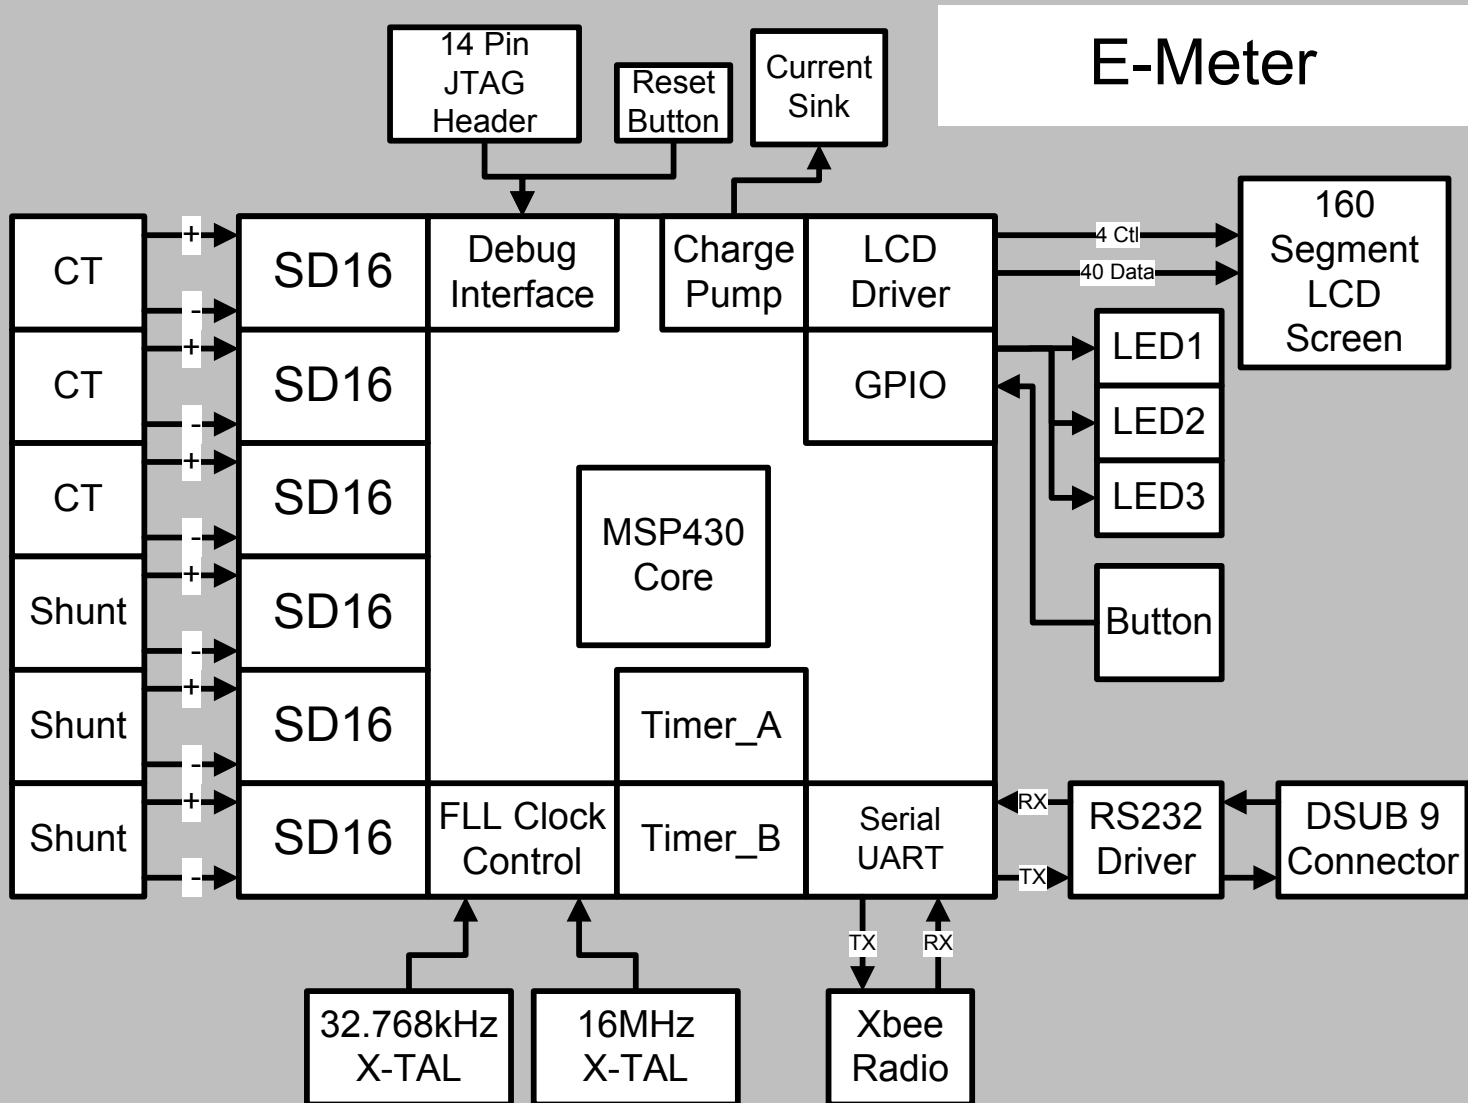 E-Meter
14 Pin
JTAG
Header
Reset
Button
Current
Sink
160
Segment
LCD
Screen
CT
+
-
SD16
Debug
Interface
Charge
Pump
LCD
Driver
4 Ctl
40 Data
CT
+
-
SD16
GPIO
LED1
LED2
LED3
CT
+
-
SD16
MSP430
Core
Shunt
+
-
SD16
Button
Shunt
+
-
SD16
Timer_A
Shunt
+
-
SD16
FLL Clock
Control
Timer_B
Serial
UART
RX
TX
RS232
Driver
DSUB 9
Connector
TX
RX
32.768kHz
X-TAL
16MHz
X-TAL
Xbee
Radio